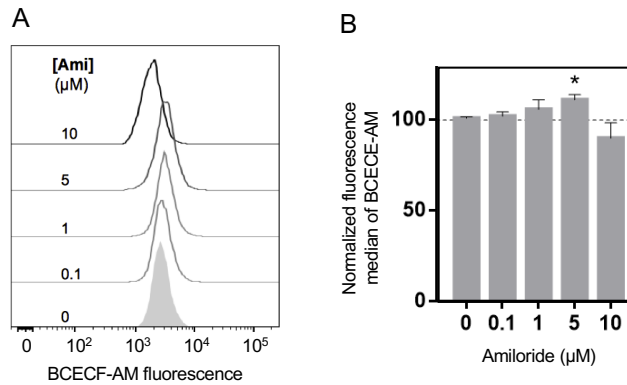 A
[Ami]
(µM)
10
5
1
0.1
0
0 10² 10³ 10⁴ 10⁵
BCECF-AM fluorescence
B
*
100
50
0
Normalized fluorescence
median of BCECE-AM
0 0.1 1 5 10
Amiloride (µM)